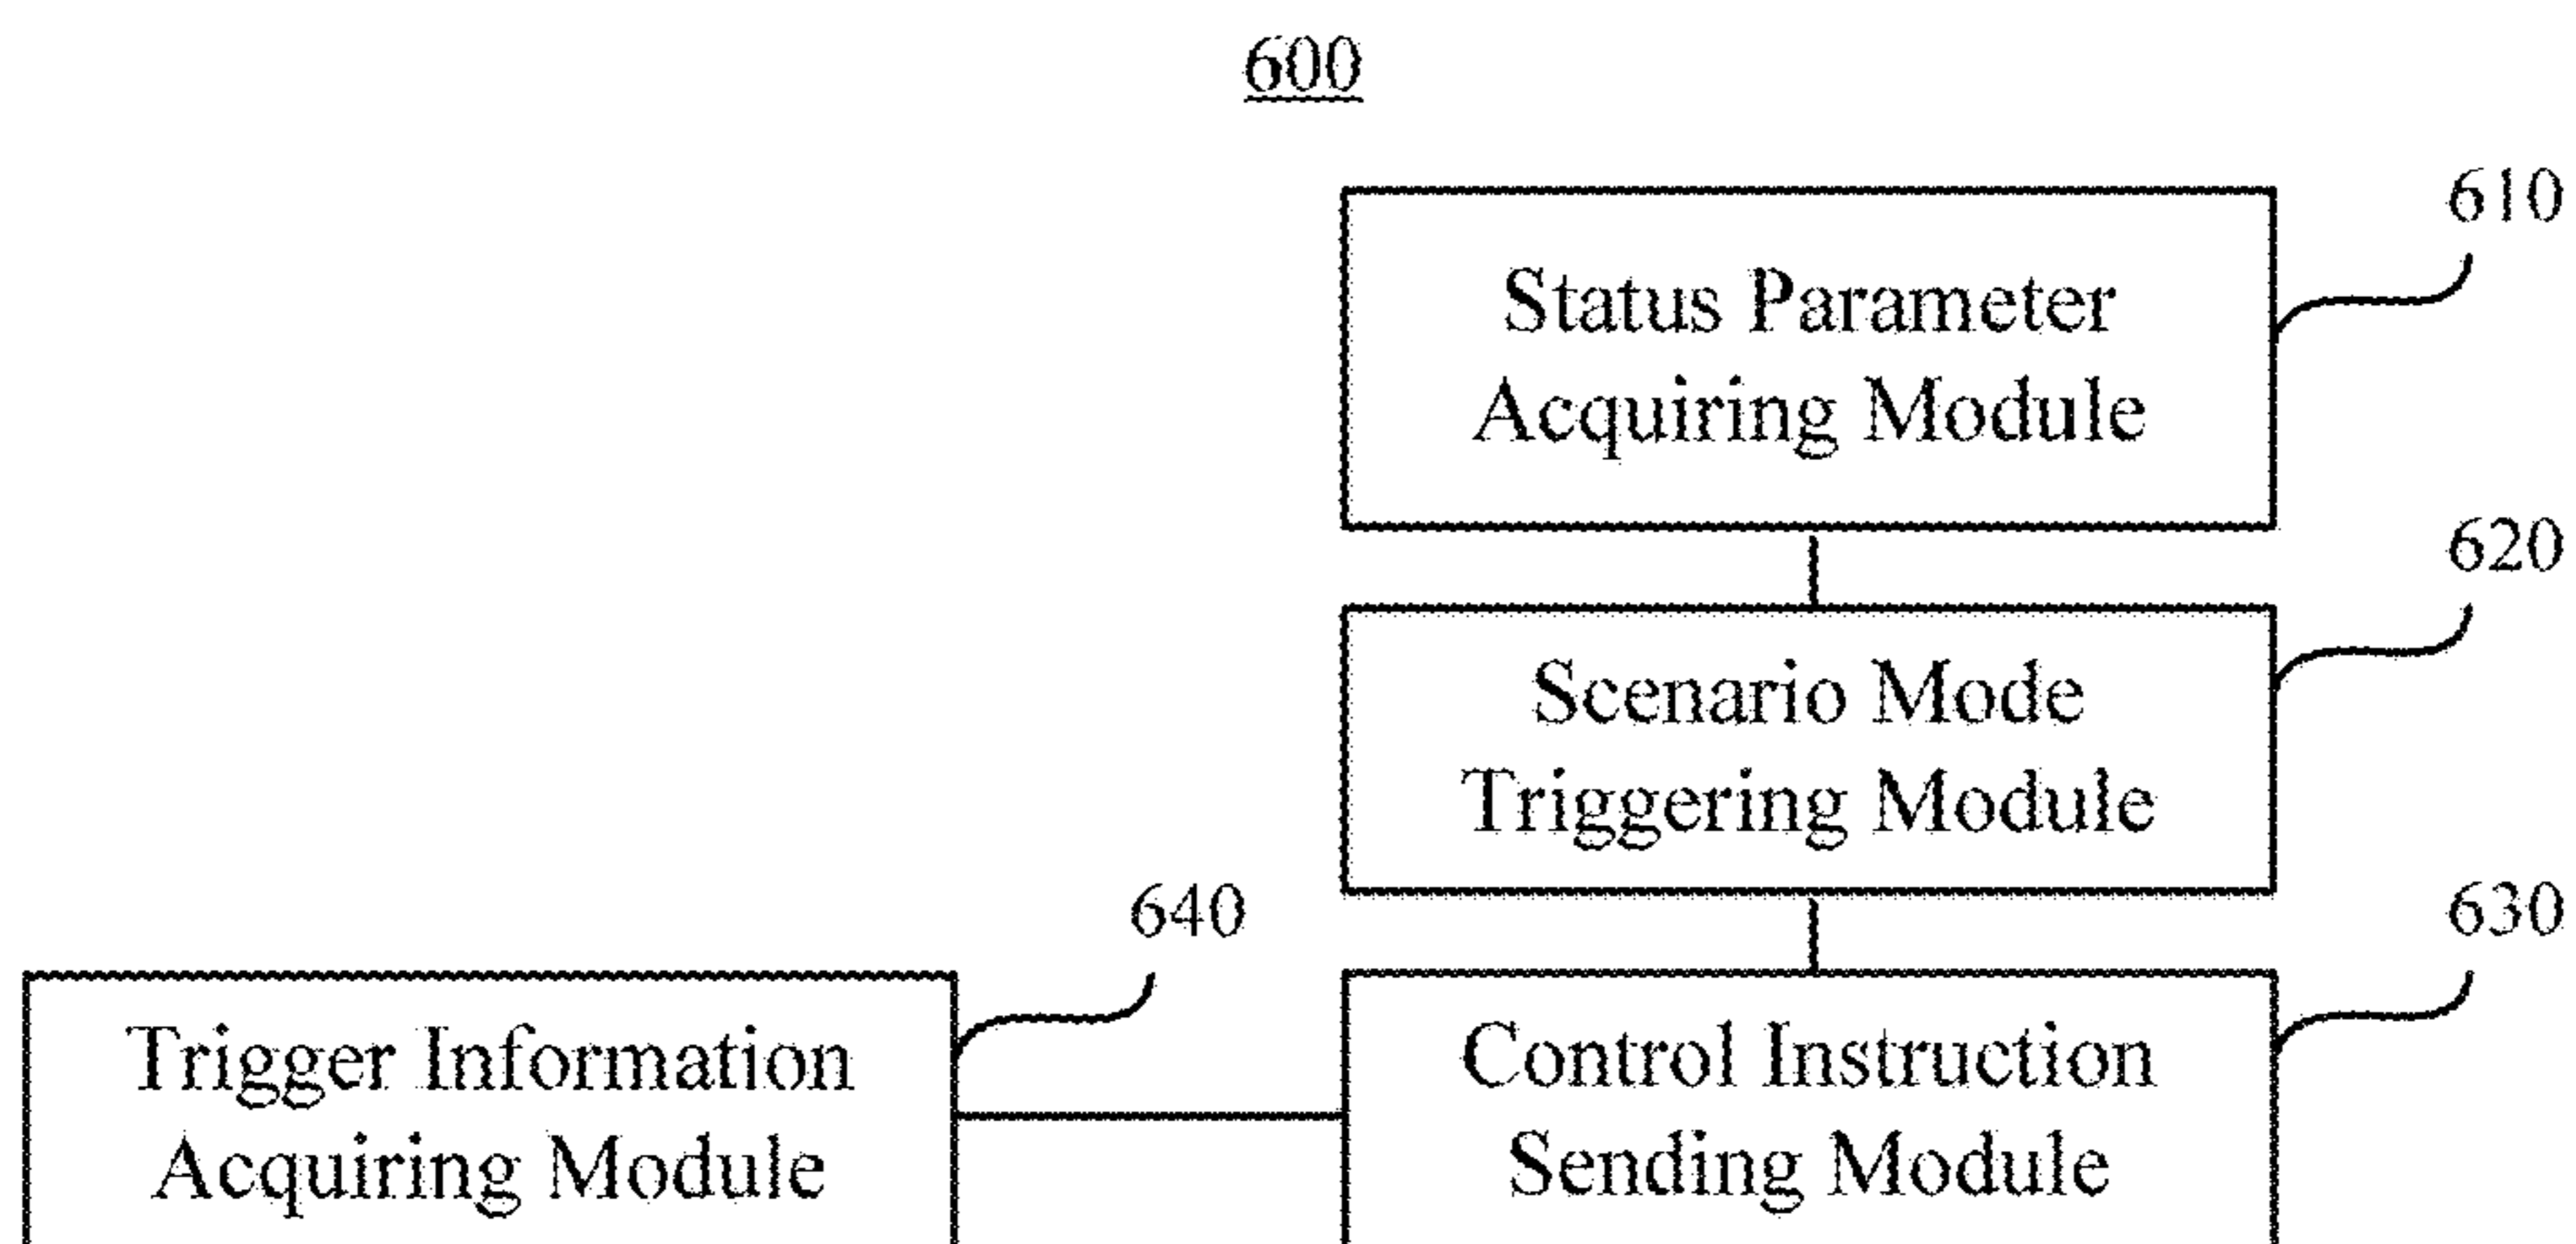 600
610
Status Parameter
Acquiring Module
620
Scenario Mode
Triggering Module
640
630
Trigger Information
Acquiring Module
Control Instruction
Sending Module